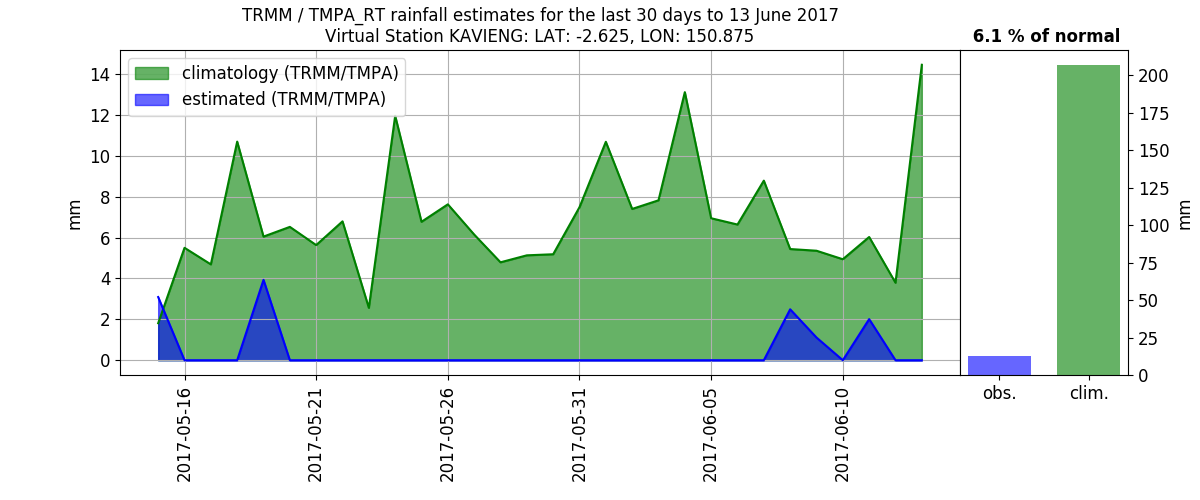 TRMM / TMPA_RT rainfall estimates for the last 30 days to 13 June 2017
Virtual Station KAVIENG: LAT: -2.625, LON: 150.875
6.1 % of normal
climatology (TRMM/TMPA)
estimated (TRMM/TMPA)
14
12
10
8
6
4
2
0
mm
2017-05-16
2017-05-21
2017-05-26
2017-05-31
2017-06-05
2017-06-10
200
175
150
125
100
75
50
25
0
mm
obs.
clim.